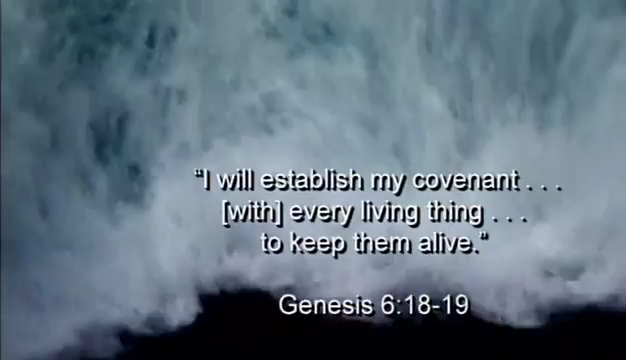 “I will establish my covenant . . .
[with] every living thing . . .
to keep them alive.”
Genesis 6:18-19